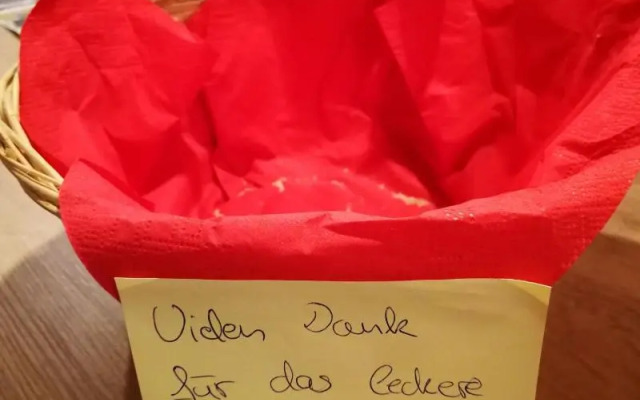 Vielen Dank
für das leckere